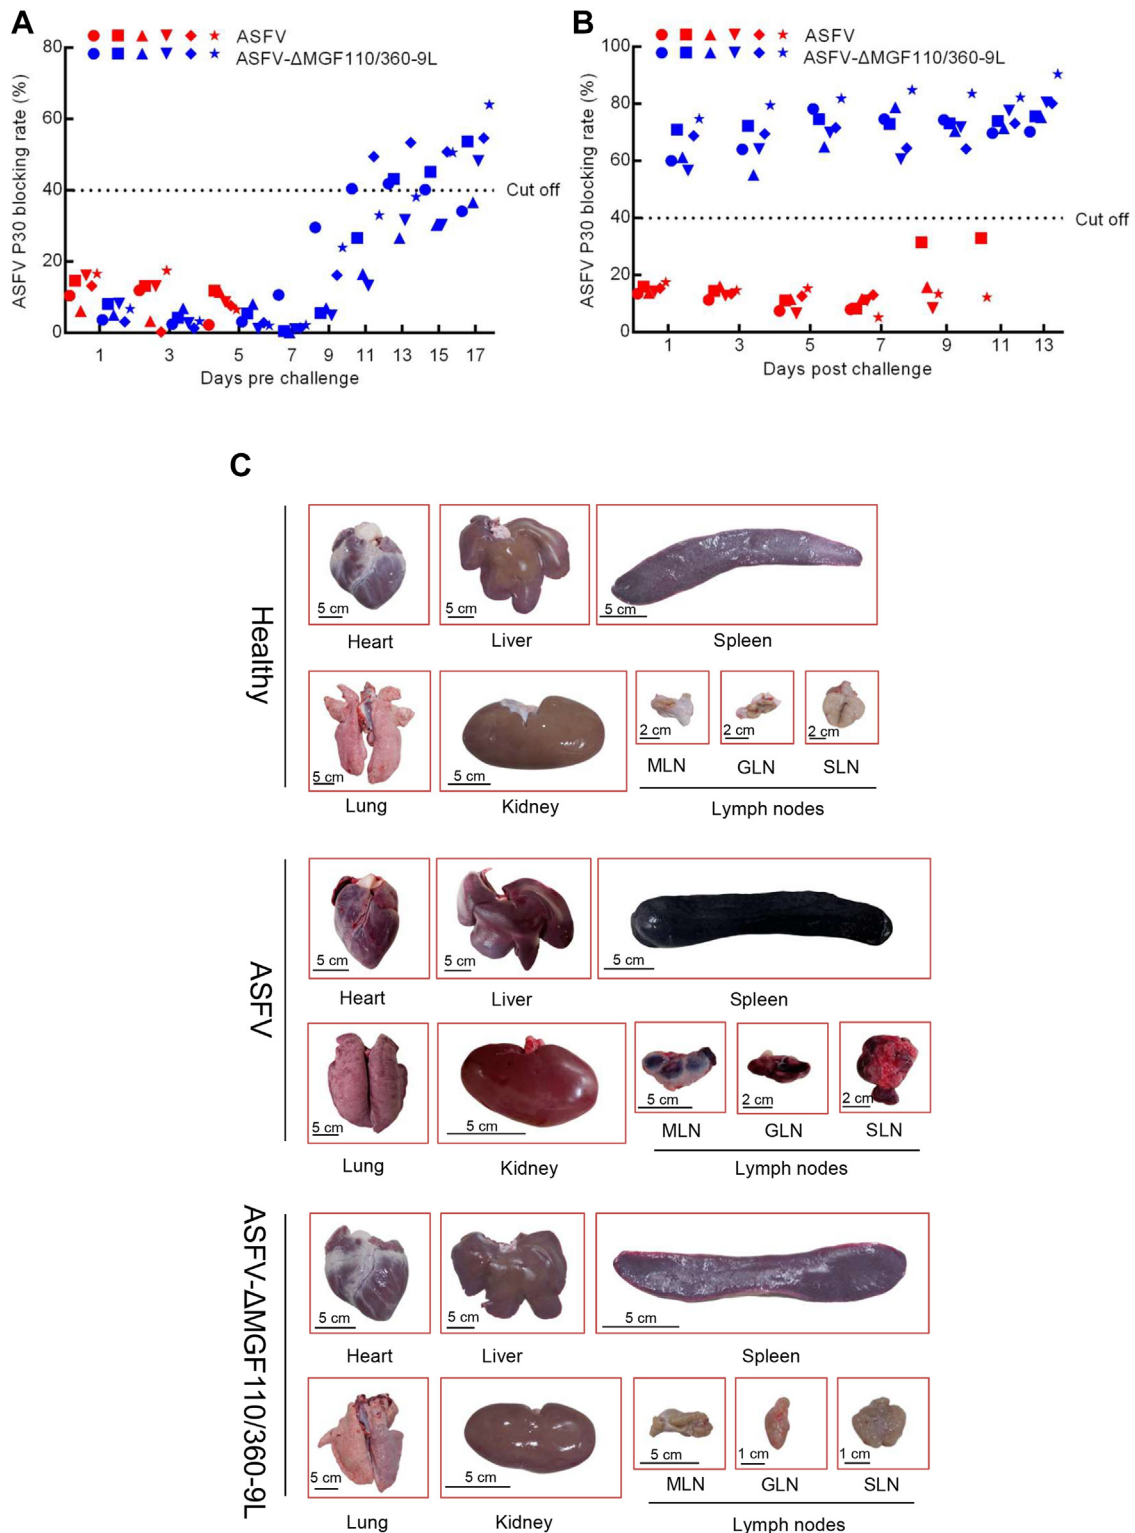 A
ASFV
ASFV-ΔMGF110/360-9L
ASFV P30 blocking rate (%)
80
60
40
20
0
Cut off
1 3 5 7 9 11 13 15 17
Days pre challenge
B
ASFV
ASFV-ΔMGF110/360-9L
ASFV P30 blocking rate (%)
100
80
60
40
20
0
Cut off
1 3 5 7 9 11 13
Days post challenge
C
Healthy
5 cm 5 cm 5 cm
Heart Liver Spleen
5 cm 5 cm 2 cm 2 cm 2 cm
MLN GLN SLN
Lung Kidney Lymph nodes
ASFV
5 cm 5 cm 5 cm
Heart Liver Spleen
5 cm 5 cm 5 cm 2 cm 2 cm
MLN GLN SLN
Lung Kidney Lymph nodes
ASFV-ΔMGF110/360-9L
5 cm 5 cm 5 cm
Heart Liver Spleen
5 cm 5 cm 5 cm 1 cm 1 cm
MLN GLN SLN
Lung Kidney Lymph nodes